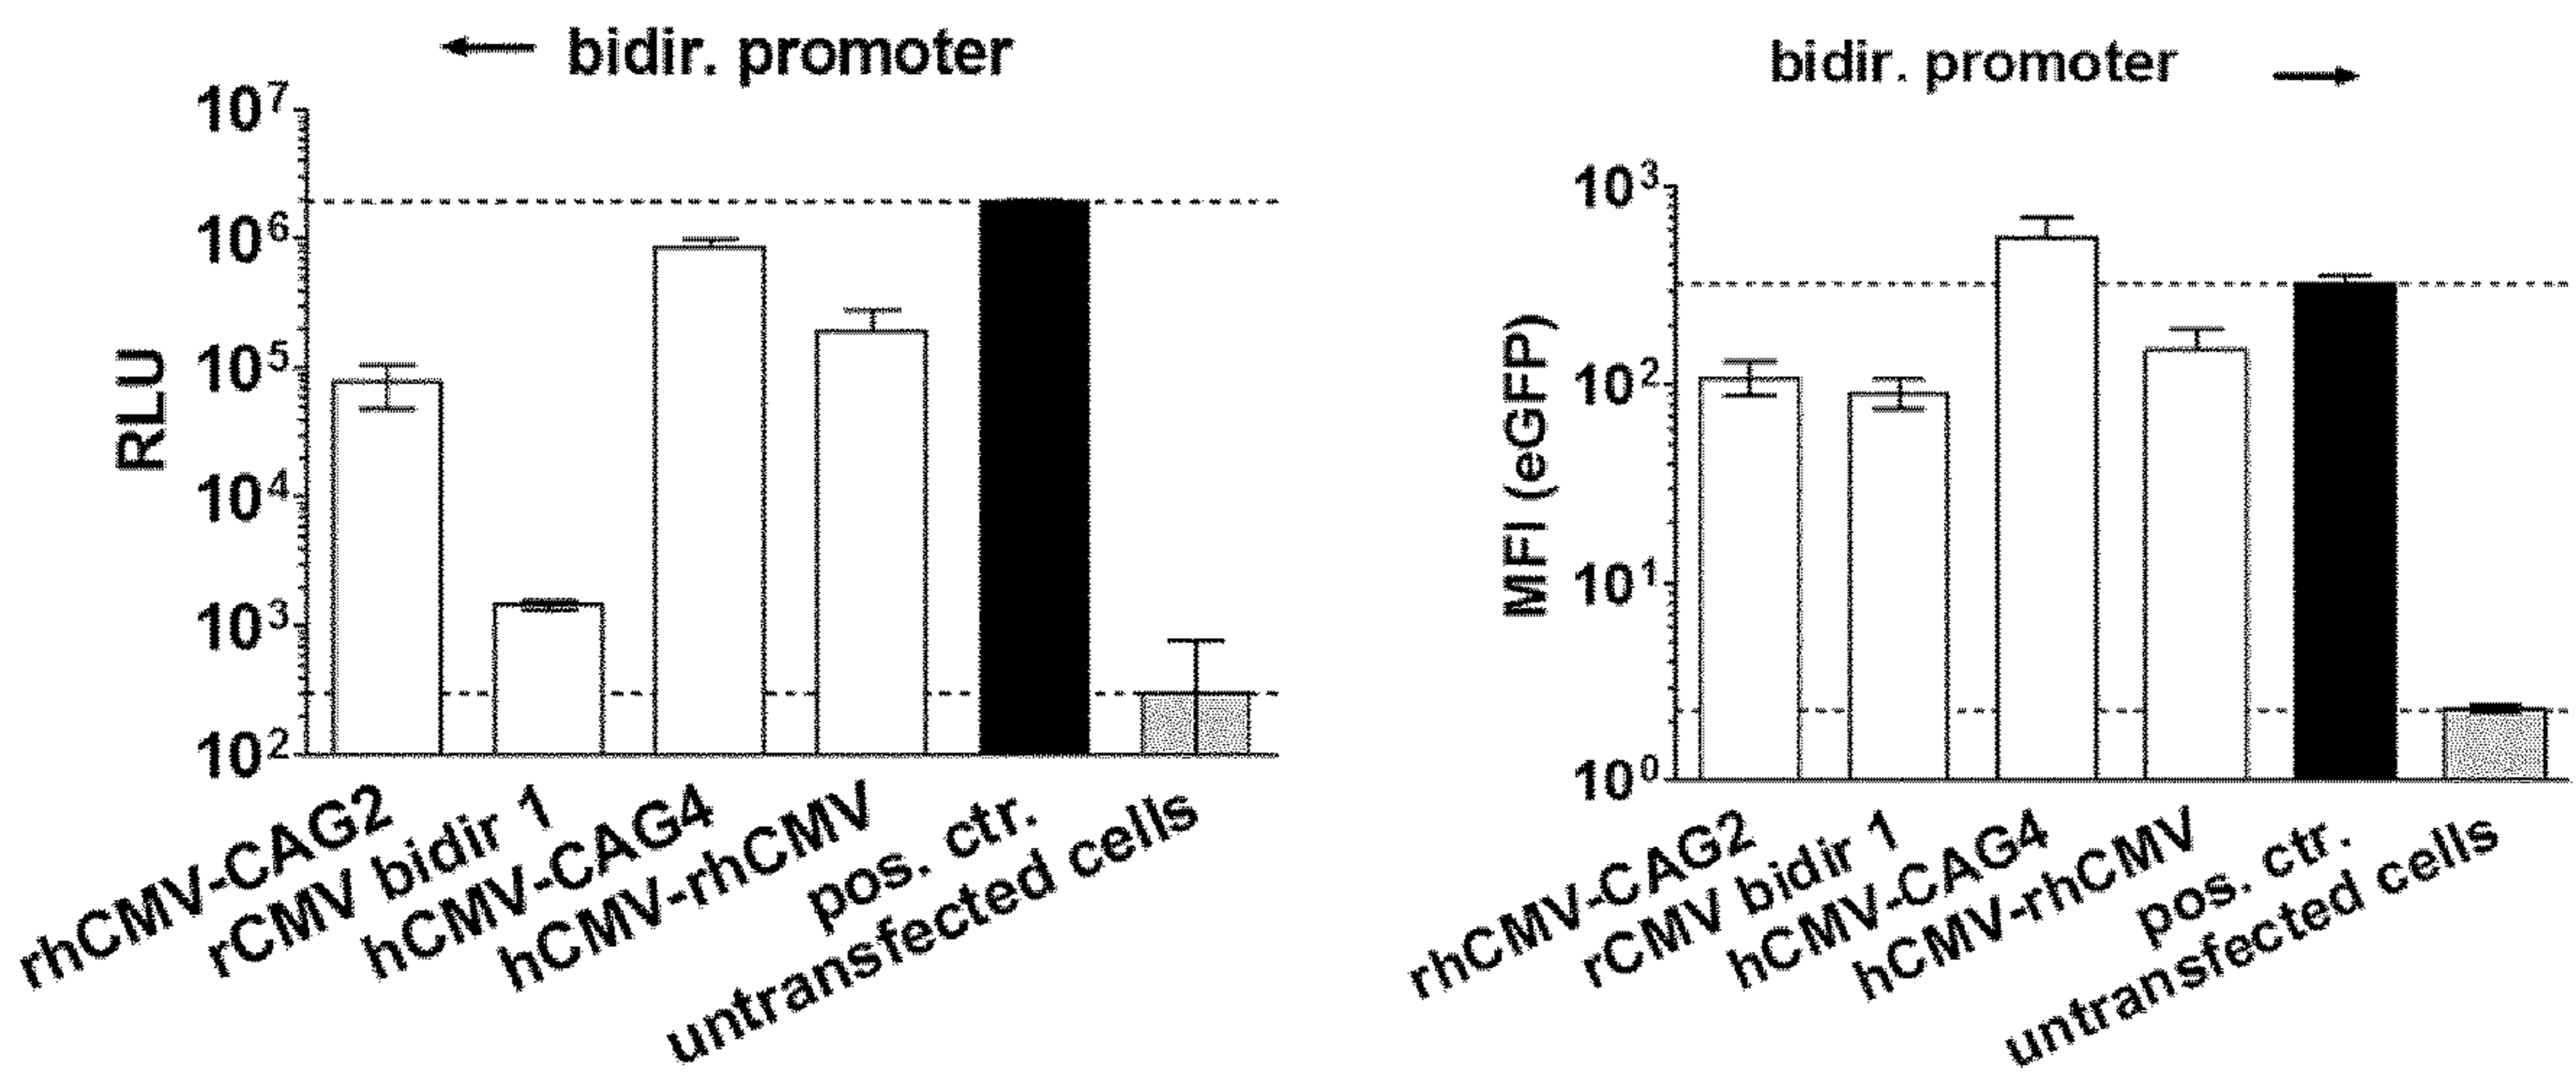 ← bidir. promoter
RLU
10⁷
10⁶
10⁵
10⁴
10³
10²
rhCMV-CAG2
rCMV bidir 1
hCMV-CAG4
hCMV-rhCMV
pos. ctr.
untransfected cells
bidir. promoter →
MFI (eGFP)
10³
10²
10¹
10⁰
rhCMV-CAG2
rCMV bidir 1
hCMV-CAG4
hCMV-rhCMV
pos. ctr.
untransfected cells